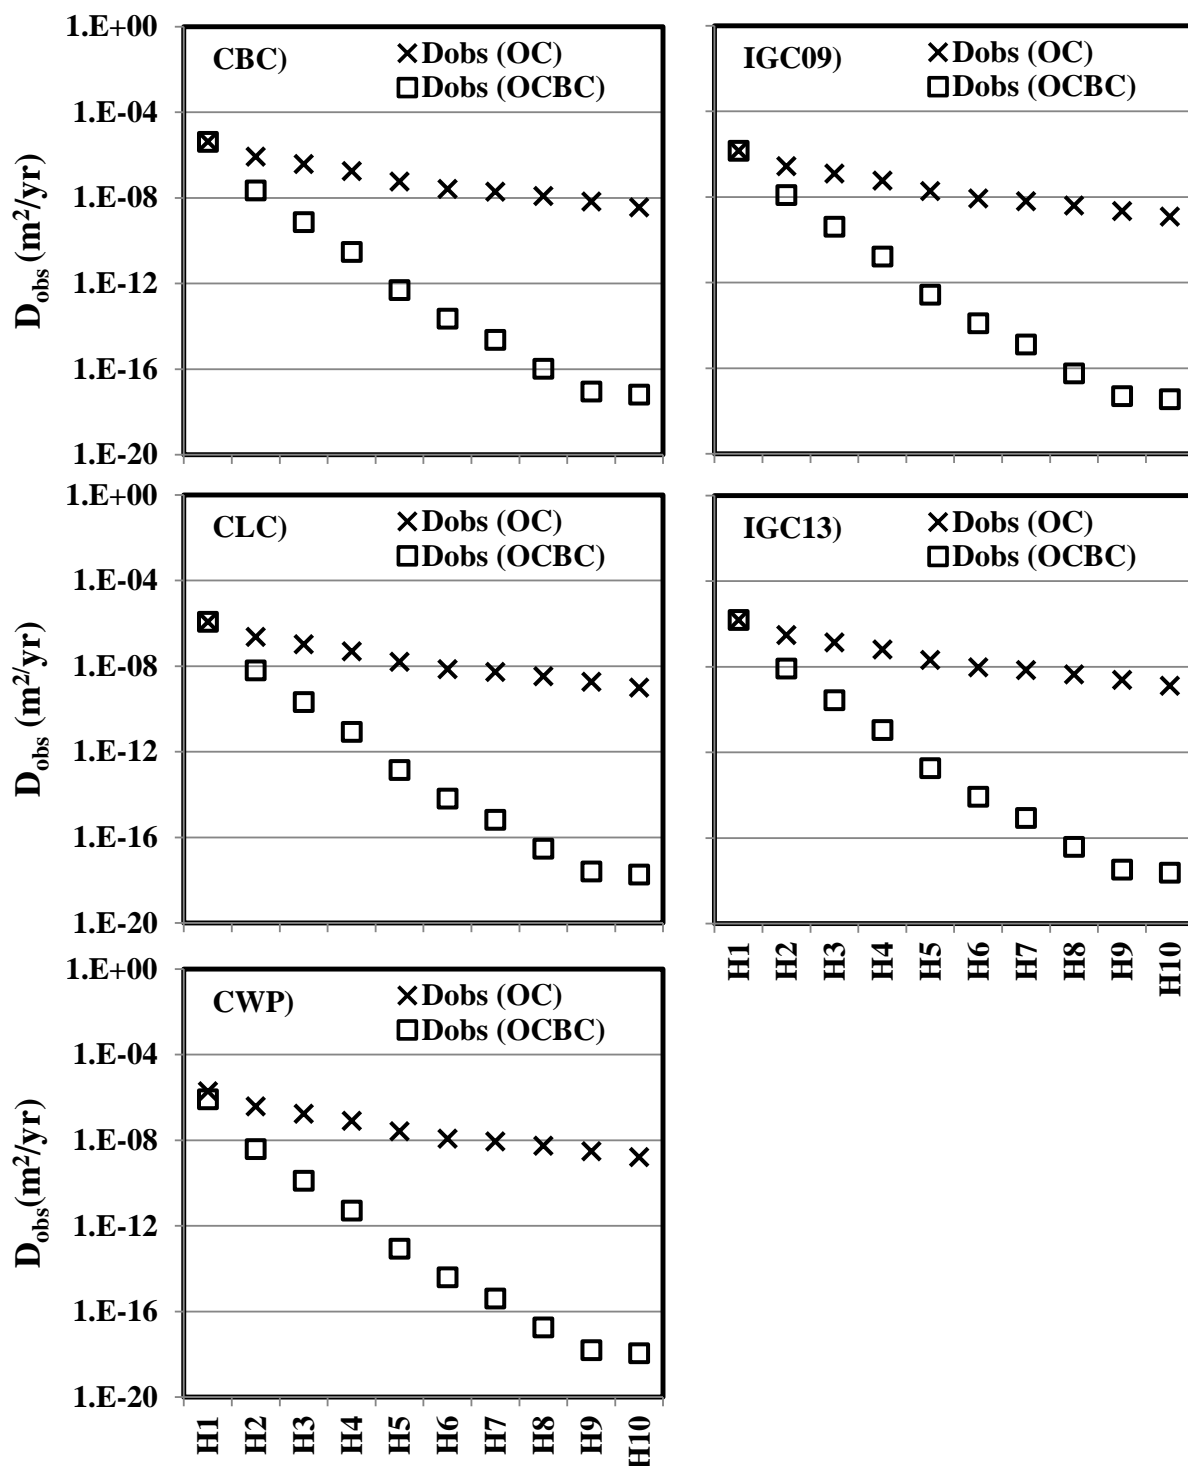 1.E+00
CBC)
Dobs (OC)
Dobs (OCBC)
1.E-04
1.E-08
1.E-12
1.E-16
1.E-20
Dobs (m2/yr)
IGC09)
Dobs (OC)
Dobs (OCBC)
1.E+00
CLC)
Dobs (OC)
Dobs (OCBC)
1.E-04
1.E-08
1.E-12
1.E-16
1.E-20
Dobs (m2/yr)
IGC13)
Dobs (OC)
Dobs (OCBC)
H1
H2
H3
H4
H5
H6
H7
H8
H9
H10
1.E+00
CWP)
Dobs (OC)
Dobs (OCBC)
1.E-04
1.E-08
1.E-12
1.E-16
1.E-20
Dobs(m2/yr)
H1
H2
H3
H4
H5
H6
H7
H8
H9
H10